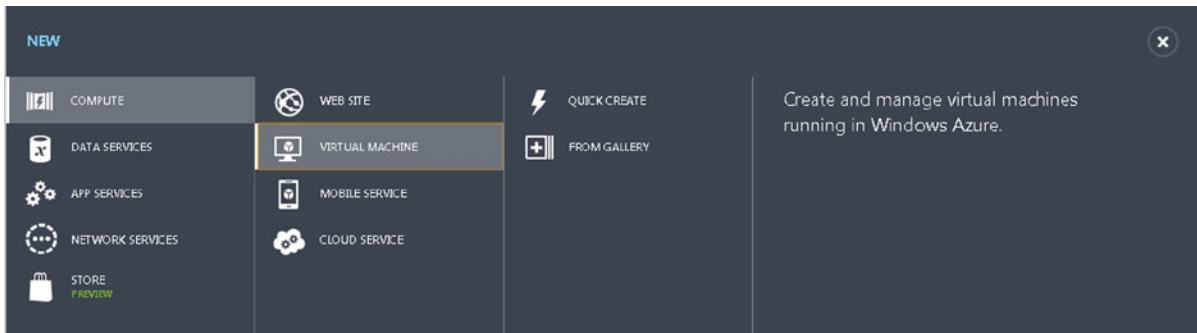 NEW
COMPUTE
DATA SERVICES
APP SERVICES
NETWORK SERVICES
STORE
PREVIEW
WEB SITE
VIRTUAL MACHINE
MOBILE SERVICE
CLOUD SERVICE
QUICK CREATE
FROM GALLERY
Create and manage virtual machines
running in Windows Azure.